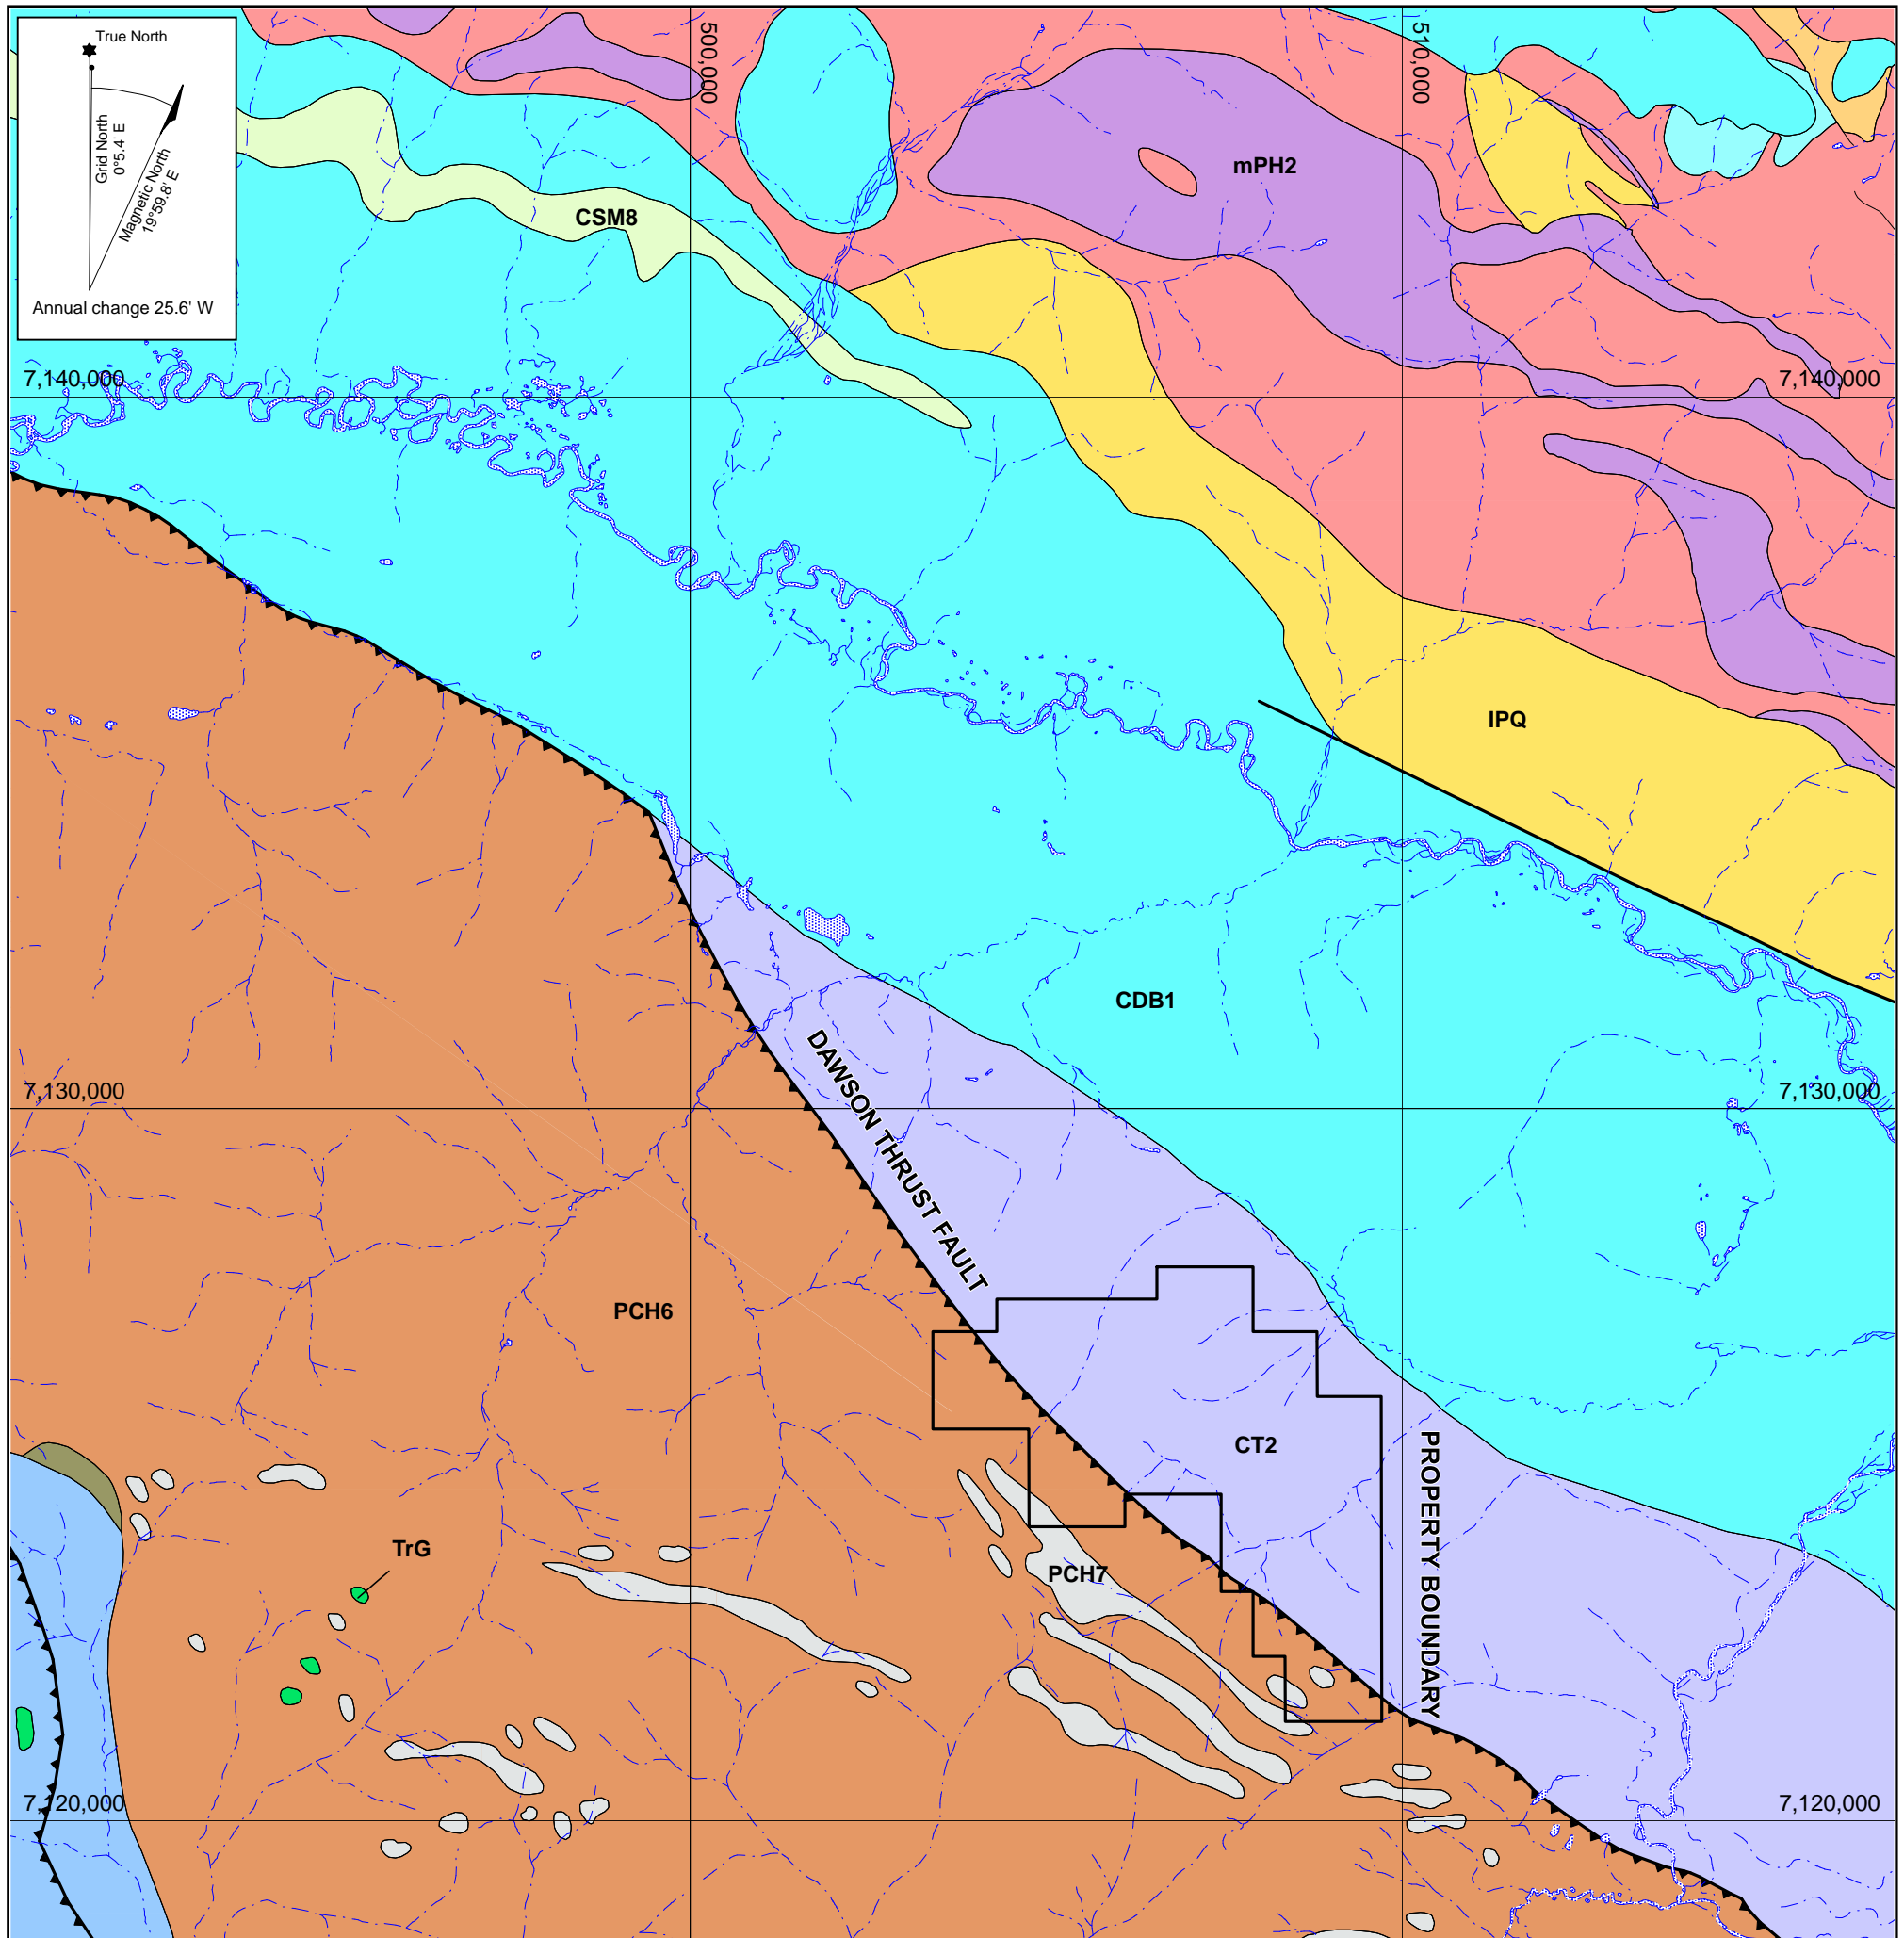 True North
Grid North
0°5.4' E
Magnetic North
19°59.8' E
Annual change 25.6' W
500,000
510,000
mPH2
CSM8
7,140,000
7,140,000
IPQ
CDB1
DAWSON THRUST FAULT
7,130,000
7,130,000
PCH6
CT2
PROPERTY BOUNDARY
TrG
PCH7
7,120,000
7,120,000